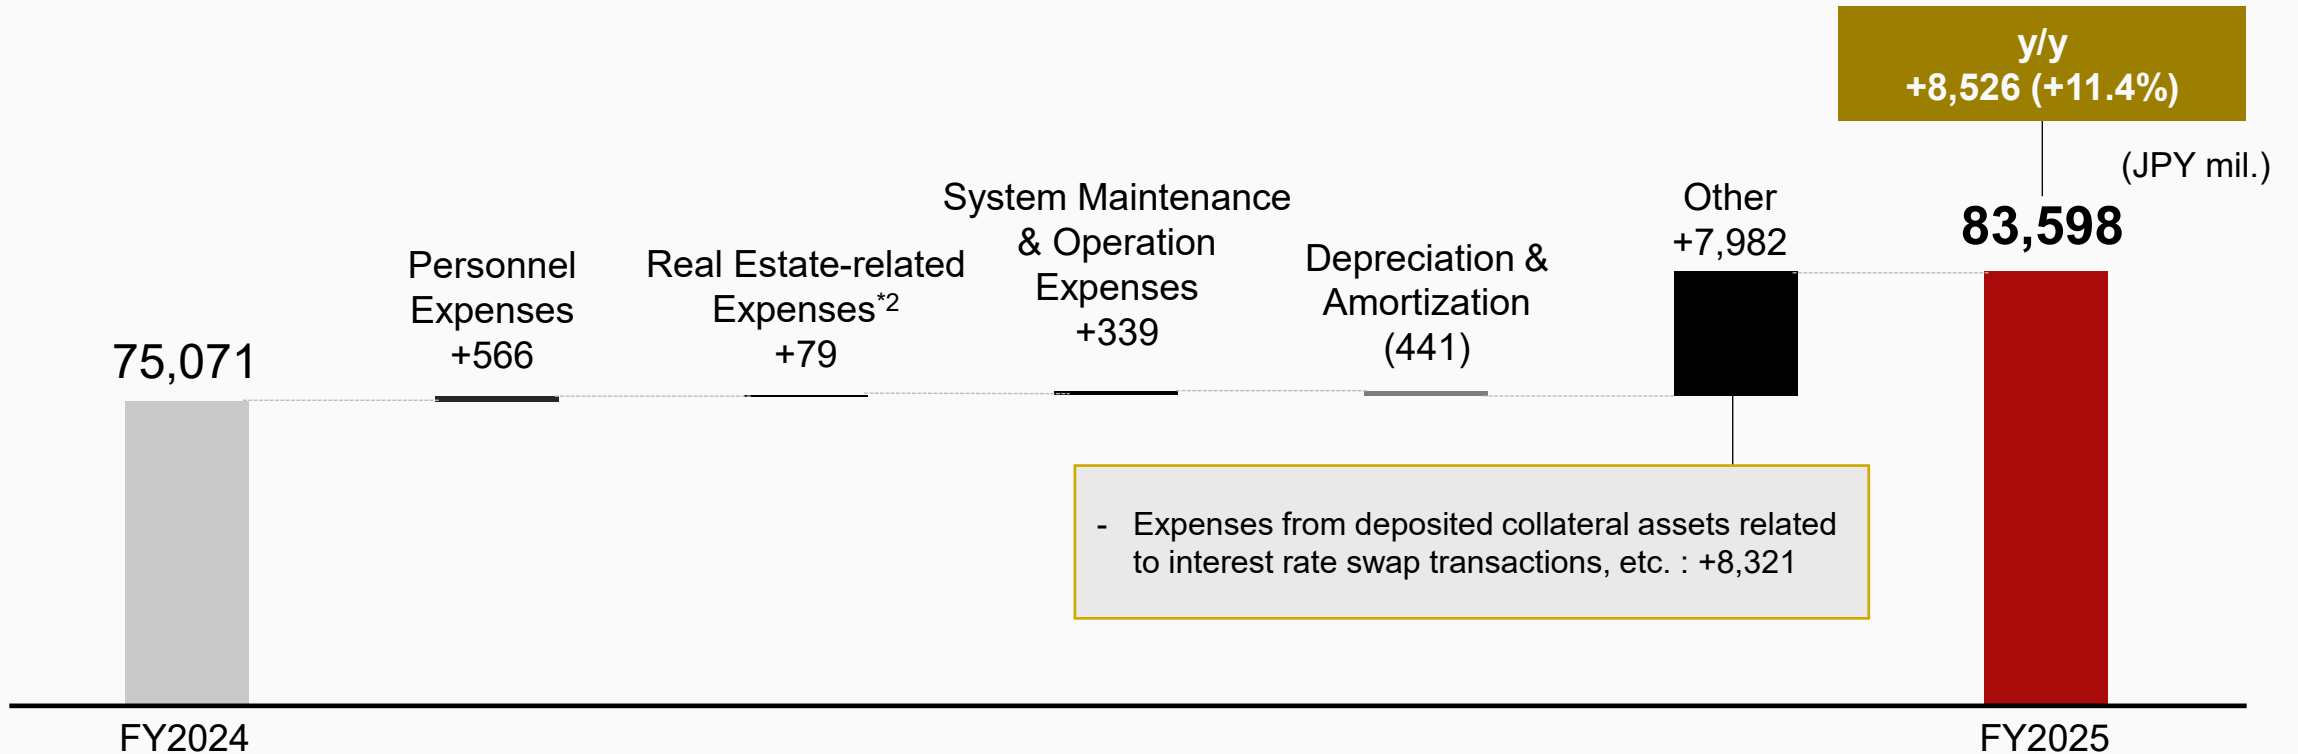 y/y
+8,526 (+11.4%)
(JPY mil.)
75,071
Personnel
Expenses
+566
Real Estate-related
Expenses*2
+79
System Maintenance
& Operation
Expenses
+339
Depreciation &
Amortization
(441)
Other
+7,982
83,598
- Expenses from deposited collateral assets related
to interest rate swap transactions, etc. : +8,321
FY2024
FY2025